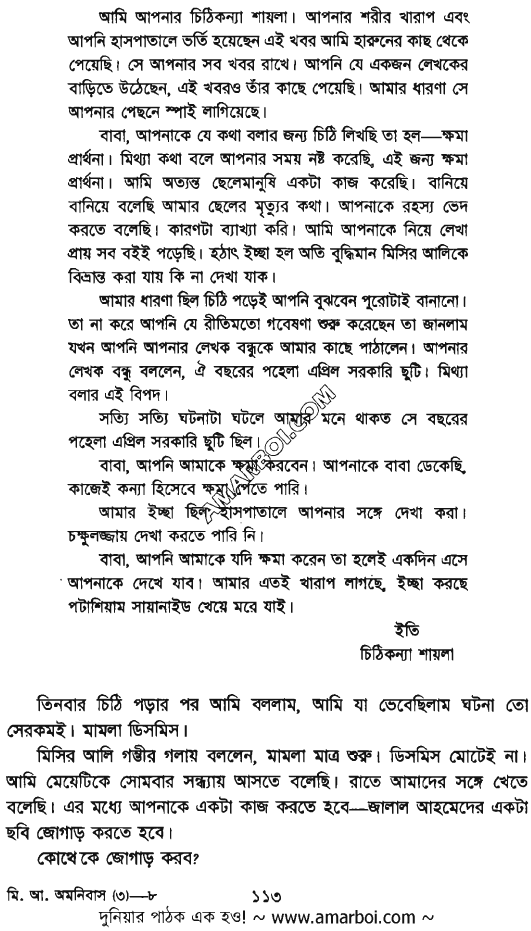 আমি আপনার চিঠিকন্যা শায়লা। আপনার শরীর খারাপ এবং
আপনি হাসপাতালে ভর্তি হয়েছেন এই খবর আমি হারুনের কাছ থেকে
পেয়েছি। সে আপনার সব খবর রাখে। আপনি যে একজন লেখকের
বাড়িতে উঠেছেন, এই খবরও তাঁর কাছে পেয়েছি। আমার ধারণা সে
আপনার পেছনে স্পাই লাগিয়েছে।
বাবা, আপনাকে যে কথা বলার জন্য চিঠি লিখছি তা হল—ক্ষমা
প্রার্থনা। মিথ্যা কথা বলে আপনার সময় নষ্ট করেছি, এই জন্য ক্ষমা
প্রার্থনা। আমি অত্যন্ত ছেলেমানুষি একটা কাজ করেছি। বানিয়ে
বানিয়ে বলেছি আমার ছেলের মৃত্যুর কথা। আপনাকে রহস্য ভেদ
করতে বলেছি। কারণটা ব্যাখ্যা করি। আমি আপনাকে নিয়ে লেখা
প্রায় সব বইই পড়েছি। হঠাৎ ইচ্ছা হল অতি বুদ্ধিমান মিসির আলিকে
বিভ্রান্ত করা যায় কি না দেখা যাক।
আমার ধারণা ছিল চিঠি পড়েই আপনি বুঝবেন পুরোটাই বানানো।
তা না করে আপনি যে রীতিমতো গবেষণা শুরু করেছেন তা জানলাম
যখন আপনি আপনার লেখক বন্ধুকে আমার কাছে পাঠালেন। আপনার
লেখক বন্ধু বললেন, ঐ বছরের পহেলা এপ্রিল সরকারি ছুটি। মিথ্যা
বলার এই বিপদ।
সত্যি সত্যি ঘটনাটা ঘটলে আমার মনে থাকত সে বছরের
পহেলা এপ্রিল সরকারি ছুটি ছিল।
বাবা, আপনি আমাকে ক্ষমা করবেন। আপনাকে বাবা ডেকেছি,
কাজেই কন্যা হিসেবে ক্ষমা পেতে পারি।
আমার ইচ্ছা ছিল হাসপাতালে আপনার সঙ্গে দেখা করা।
চক্ষুলজ্জায় দেখা করতে পারি নি।
বাবা, আপনি আমাকে যদি ক্ষমা করেন তা হলেই একদিন এসে
আপনাকে দেখে যাব। আমার এতই খারাপ লাগছে, ইচ্ছা করছে
পটাশিয়াম সায়ানাইড খেয়ে মরে যাই।
ইতি
চিঠিকন্যা শায়লা
তিনবার চিঠি পড়ার পর আমি বললাম, আমি যা ভেবেছিলাম ঘটনা তো
সেরকমই। মামলা ডিসমিস।
মিসির আলি গম্ভীর গলায় বললেন, মামলা মাত্র শুরু। ডিসমিস মোটেই না।
আমি মেয়েটিকে সোমবার সন্ধ্যায় আসতে বলেছি। রাতে আমাদের সঙ্গে খেতে
বলেছি। এর মধ্যে আপনাকে একটা কাজ করতে হবে—জালাল আহমেদের একটা
ছবি জোগাড় করতে হবে।
কোত্থেকে জোগাড় করব?
মি. আ. অমনিবাস (৩)—৮
১১৩
দুনিয়ার পাঠক এক হও! ~ www.amarboi.com ~
AMARBOI.COM